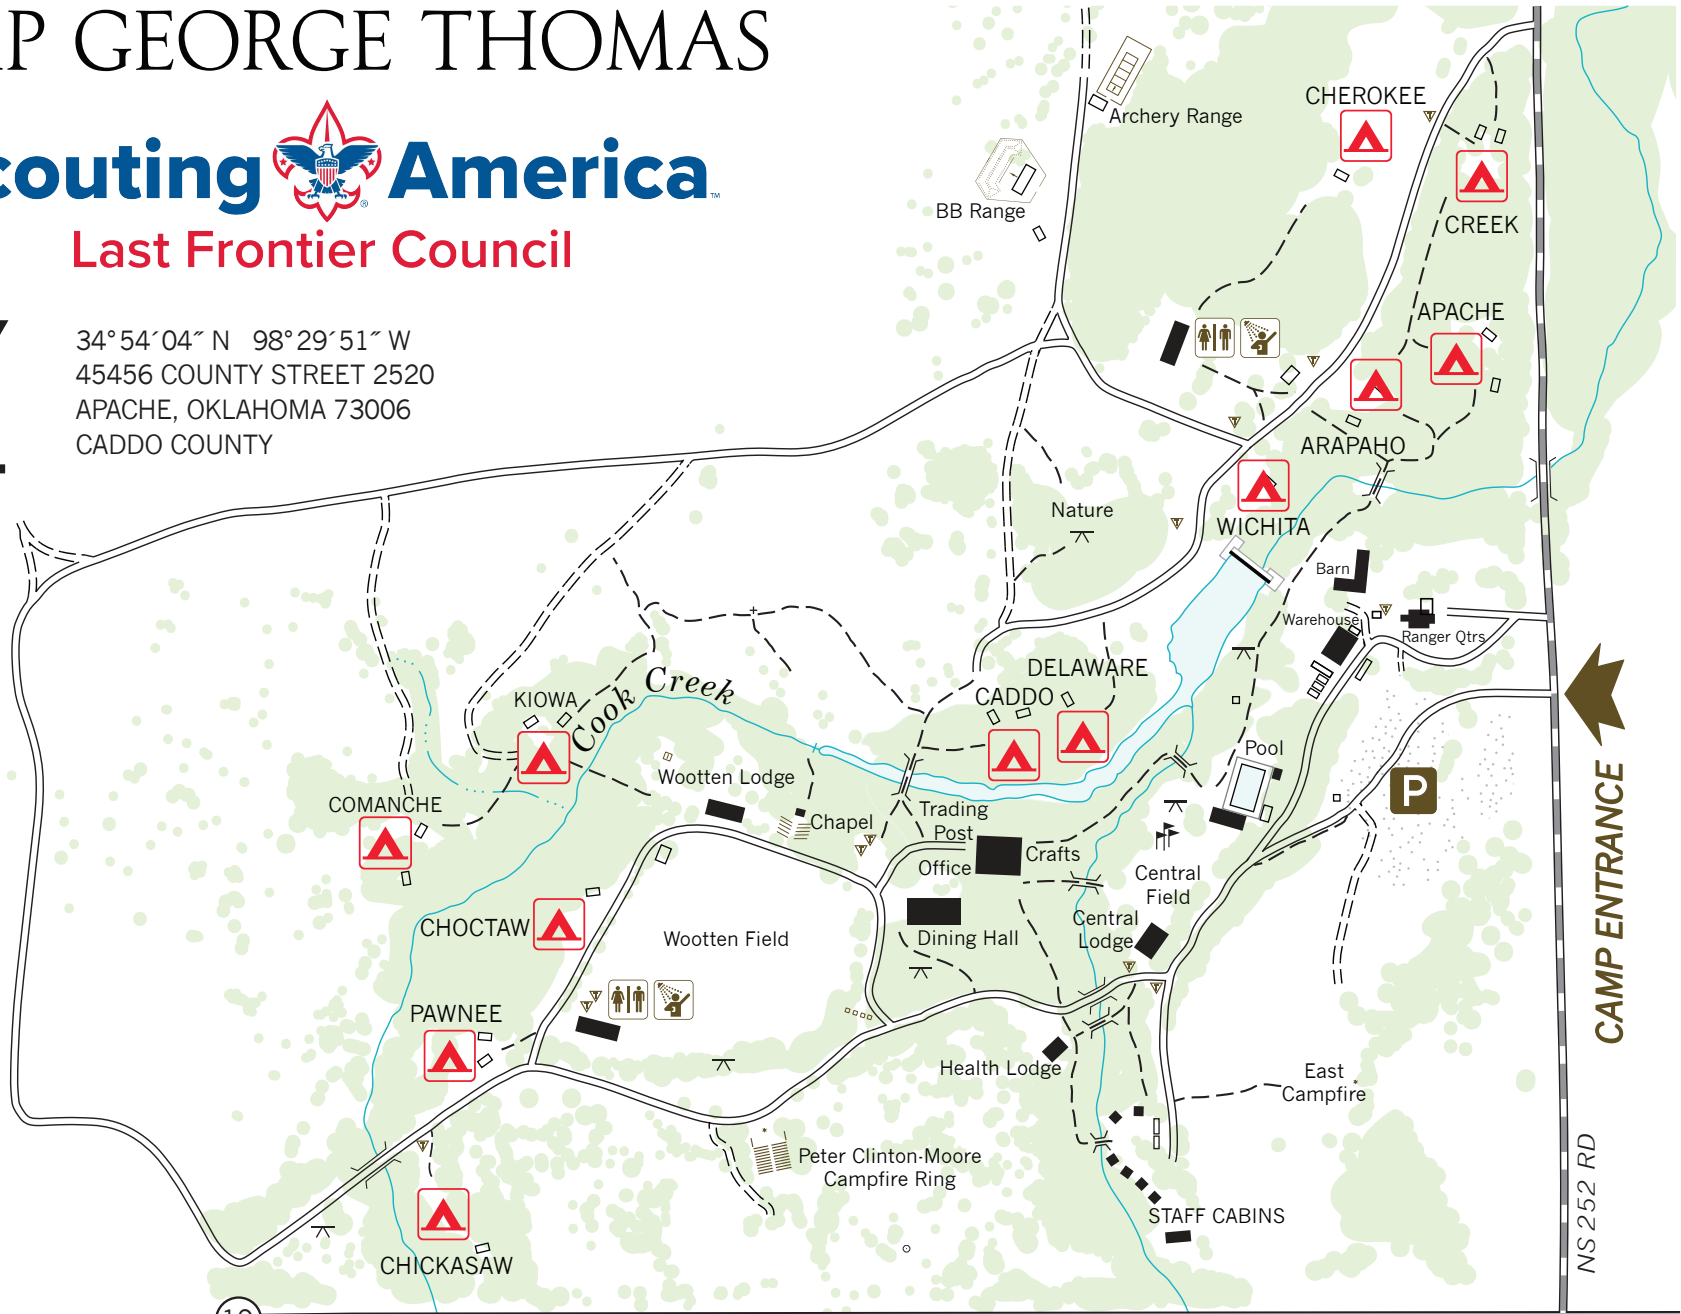 P GEORGE THOMAS
couting America™
®
Last Frontier Council
34°54′04″ N 98°29′51″ W
45456 COUNTY STREET 2520
APACHE, OKLAHOMA 73006
CADDO COUNTY
Archery Range
BB Range
CHEROKEE
CREEK
APACHE
ARAPAHO
WICHITA
Nature
Barn
Warehouse
Ranger Qtrs
DELAWARE
CADDO
KIOWA
Cook Creek
COMANCHE
Wootten Lodge
Chapel
Trading
Post
Office
Crafts
Pool
P
Central
Field
Central
Lodge
Dining Hall
CHOCTAW
Wootten Field
PAWNEE
Health Lodge
East
Campfire
Peter Clinton-Moore
Campfire Ring
STAFF CABINS
CHICKASAW
CAMP ENTRANCE
NS 252 RD